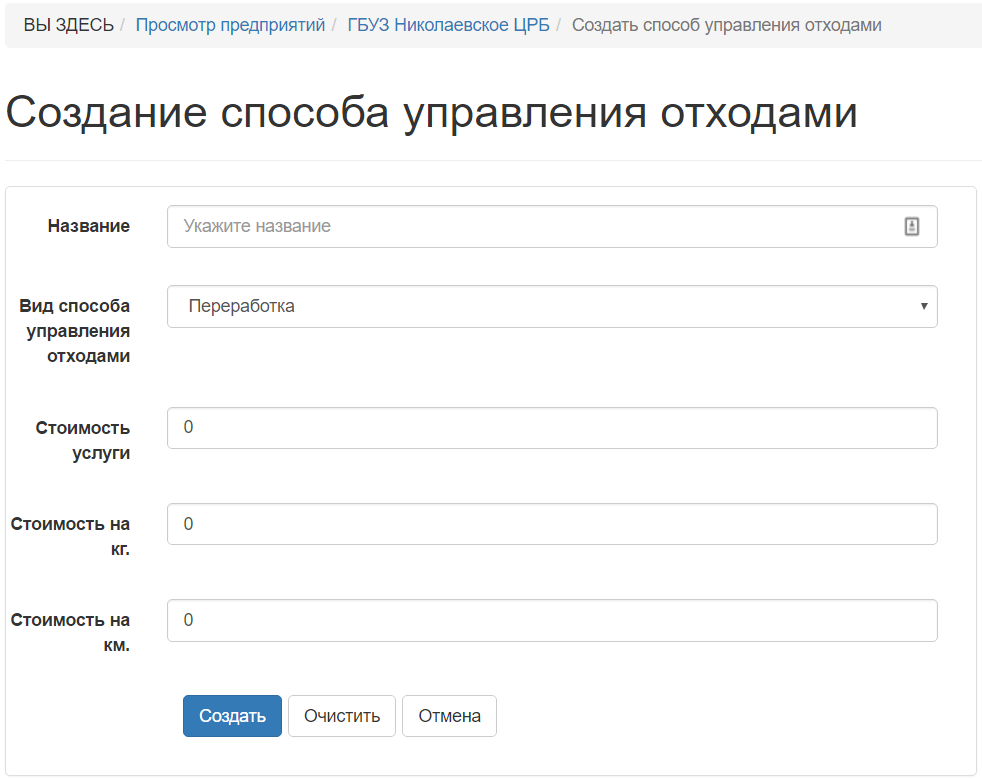 ВЫ ЗДЕСЬ / Просмотр предприятий / ГБУЗ Николаевское ЦРБ / Создать способ управления отходами
Создание способа управления отходами
Название Укажите название
Вид способа управления отходами Переработка
Стоимость услуги 0
Стоимость на кг. 0
Стоимость на км. 0
Создать Очистить Отмена